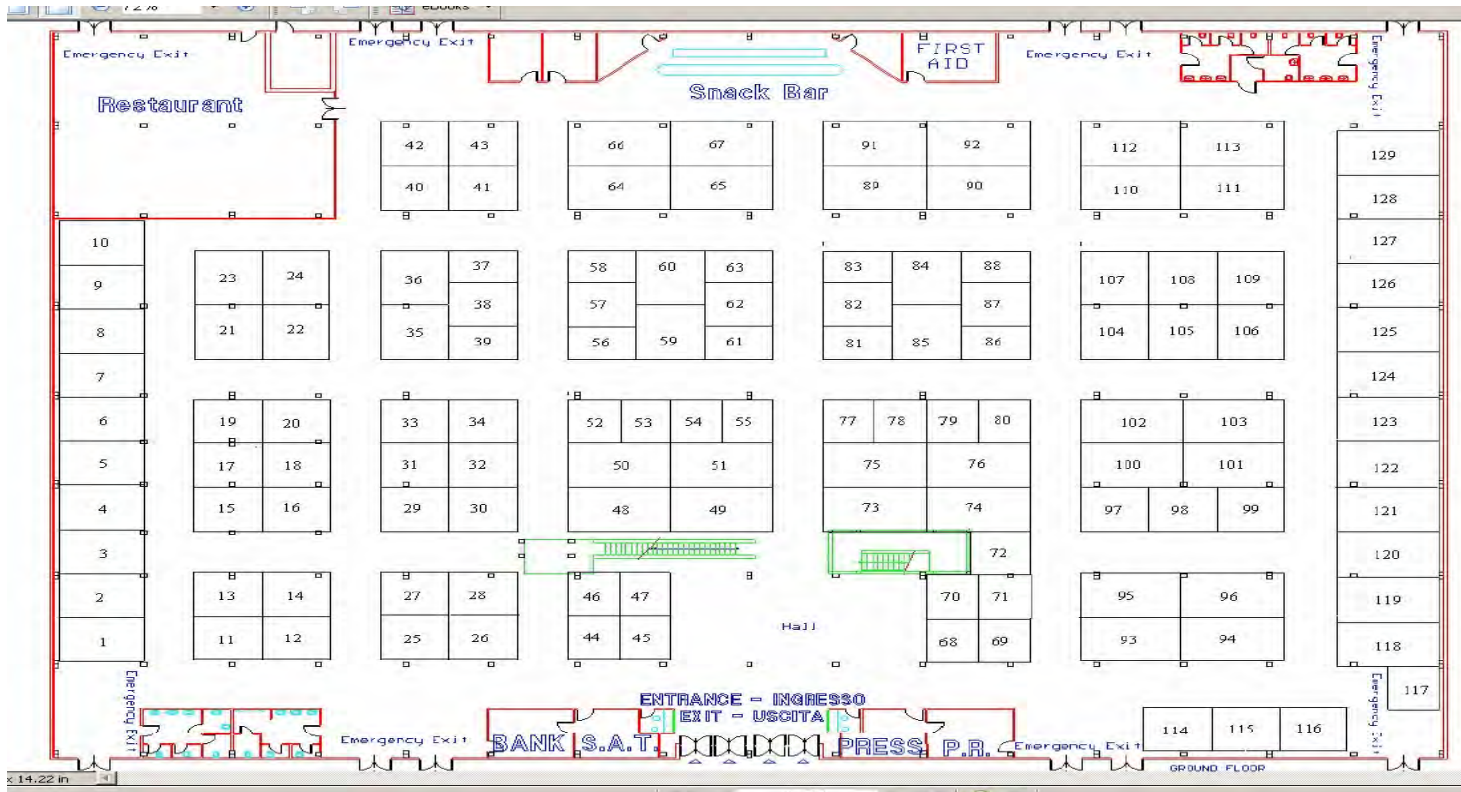 72%
eBooks
Emergency Exit
Emergency Exit
FIRST
AID
Emergency Exit
Emergency Exit
Restaurant
Snack Bar
42 43 66 67 91 92 112 113 129
40 41 64 65 89 90 110 111 128
10 127
23 24 36 37 58 60 63 83 84 88 107 108 109
9 38 57 62 82 87 126
8 21 22 35 39 56 59 61 81 85 86 104 105 106 125
7 124
6 19 20 33 34 52 53 54 55 77 78 79 80 102 103 123
5 17 18 31 32 50 51 75 76 100 101 122
4 15 16 29 30 48 49 73 74 97 98 99 121
3 72 120
2 13 14 27 28 46 47 70 71 95 96 119
Hall
1 11 12 25 26 44 45 68 69 93 94 118
Emergency Exit
Emergency Exit
117
ENTRANCE - INGRESSO
EXIT - USCITA
114 115 116
Emergency Exit
BANK S.A.T.
PRESS P.R.
Emergency Exit
GROUND FLOOR
x 14.22 in